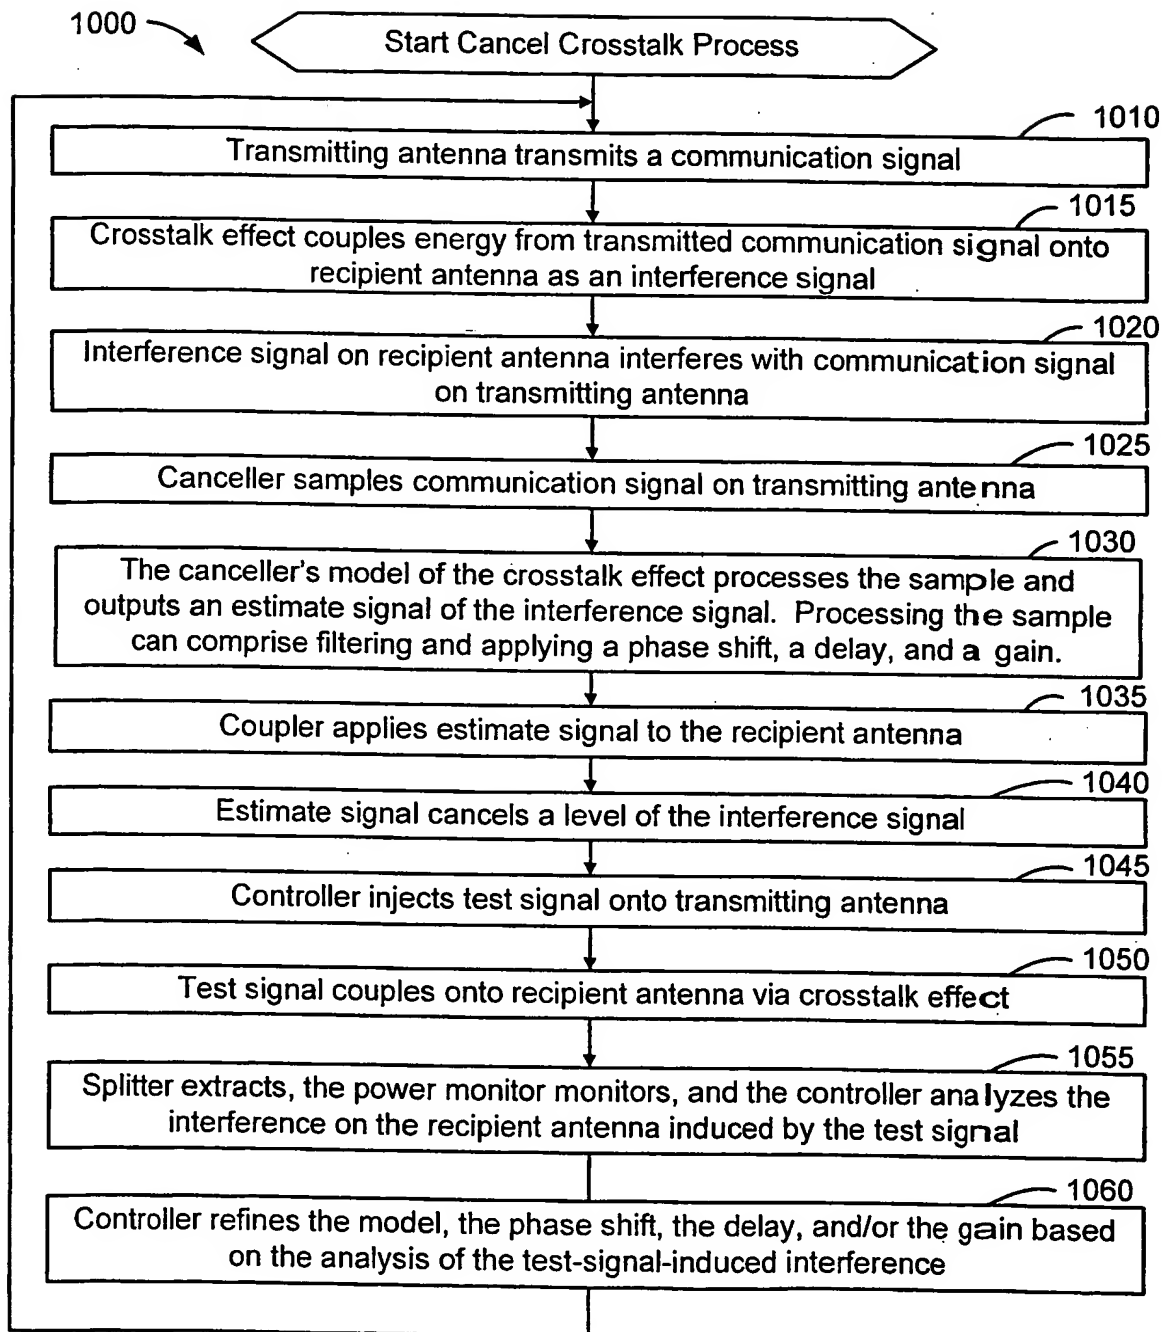 1000
Start Cancel Crosstalk Process
1010
Transmitting antenna transmits a communication signal
1015
Crosstalk effect couples energy from transmitted communication signal onto
recipient antenna as an interference signal
1020
Interference signal on recipient antenna interferes with communication signal
on transmitting antenna
1025
Canceller samples communication signal on transmitting antenna
1030
The canceller's model of the crosstalk effect processes the sample and
outputs an estimate signal of the interference signal. Processing the sample
can comprise filtering and applying a phase shift, a delay, and a gain.
1035
Coupler applies estimate signal to the recipient antenna
1040
Estimate signal cancels a level of the interference signal
1045
Controller injects test signal onto transmitting antenna
1050
Test signal couples onto recipient antenna via crosstalk effect
1055
Splitter extracts, the power monitor monitors, and the controller analyzes the
interference on the recipient antenna induced by the test signal
1060
Controller refines the model, the phase shift, the delay, and/or the gain based
on the analysis of the test-signal-induced interference